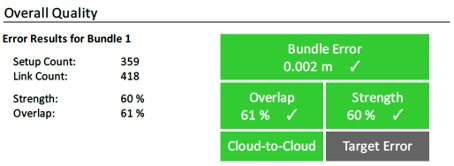 Overall Quality
Error Results for Bundle 1
Setup Count: 359
Link Count: 418
Strength: 60 %
Overlap: 61 %
Bundle Error
0.002 m ✓
Overlap
61 % ✓
Strength
60 % ✓
Cloud-to-Cloud
Target Error